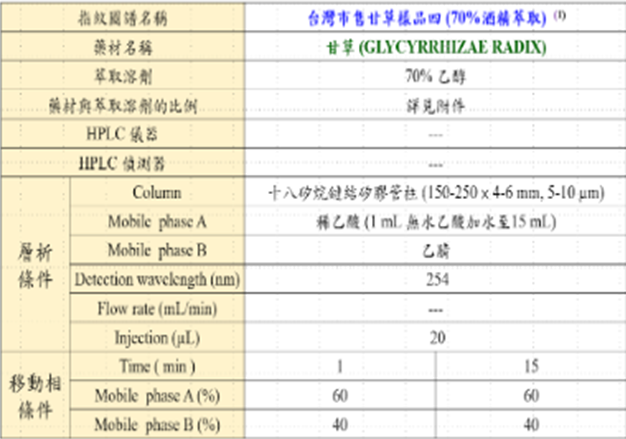 指紋圖譜名稱 台灣市售甘草樣品四 (70%酒精萃取) (1)
藥材名稱 甘草 (GLYCYRRHIZAE RADIX)
萃取溶劑 70% 乙醇
藥材與萃取溶劑的比例 詳見附件
HPLC 儀器 ---
HPLC 偵測器 ---
層析條件
Column 十八矽烷鍵結矽膠管柱 (150-250 x 4-6 mm, 5-10 µm)
Mobile phase A 稀乙酸 (1 mL 無水乙酸加水至15 mL)
Mobile phase B 乙腈
Detection wavelength (nm) 254
Flow rate (mL/min) ---
Injection (µL) 20
移動相條件
Time ( min ) 1 15
Mobile phase A (%) 60 60
Mobile phase B (%) 40 40